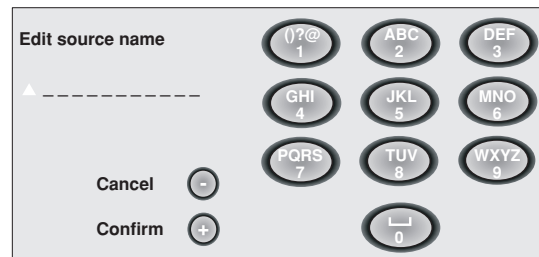 Edit source name
()?@
1
ABC
2
DEF
3
___________
GHI
4
JKL
5
MNO
6
PQRS
7
TUV
8
WXYZ
9
Cancel -
Confirm +
0